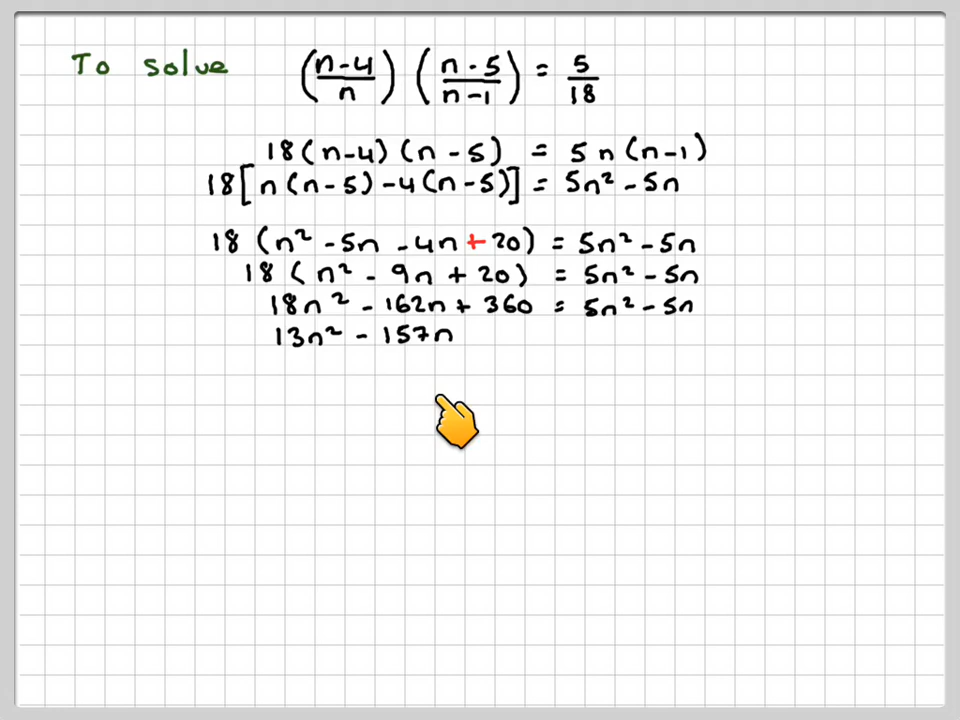 To solve (n-4/n) (n-5/n-1) = 5/18
18(n-4)(n-5) = 5n(n-1)
18[n(n-5)-4(n-5)] = 5n²-5n
18 (n²-5n-4n+20) = 5n²-5n
18 (n²-9n+20) = 5n²-5n
18n²-162n+360 = 5n²-5n
13n²-157n